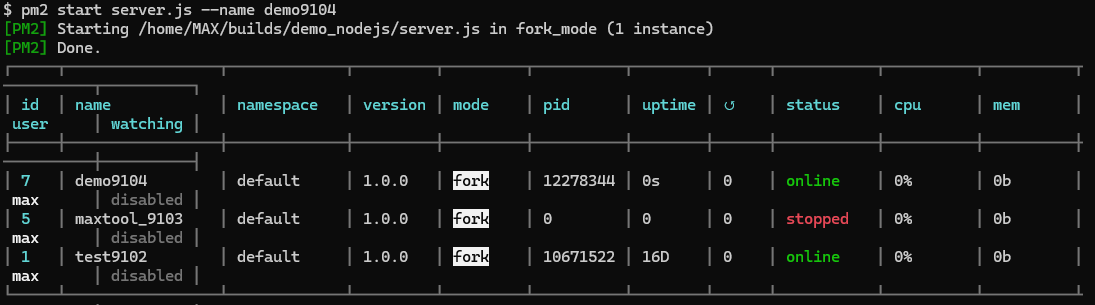 $ pm2 start server.js --name demo9104
[PM2] Starting /home/MAX/builds/demo_nodejs/server.js in fork_mode (1 instance)
[PM2] Done.
id name namespace version mode pid uptime ↺ status cpu mem
user watching
7 demo9104 default 1.0.0 fork 12278344 0s 0 online 0% 0b
max disabled
5 maxtool_9103 default 1.0.0 fork 0 0 0 stopped 0% 0b
max disabled
1 test9102 default 1.0.0 fork 10671522 16D 0 online 0% 0b
max disabled